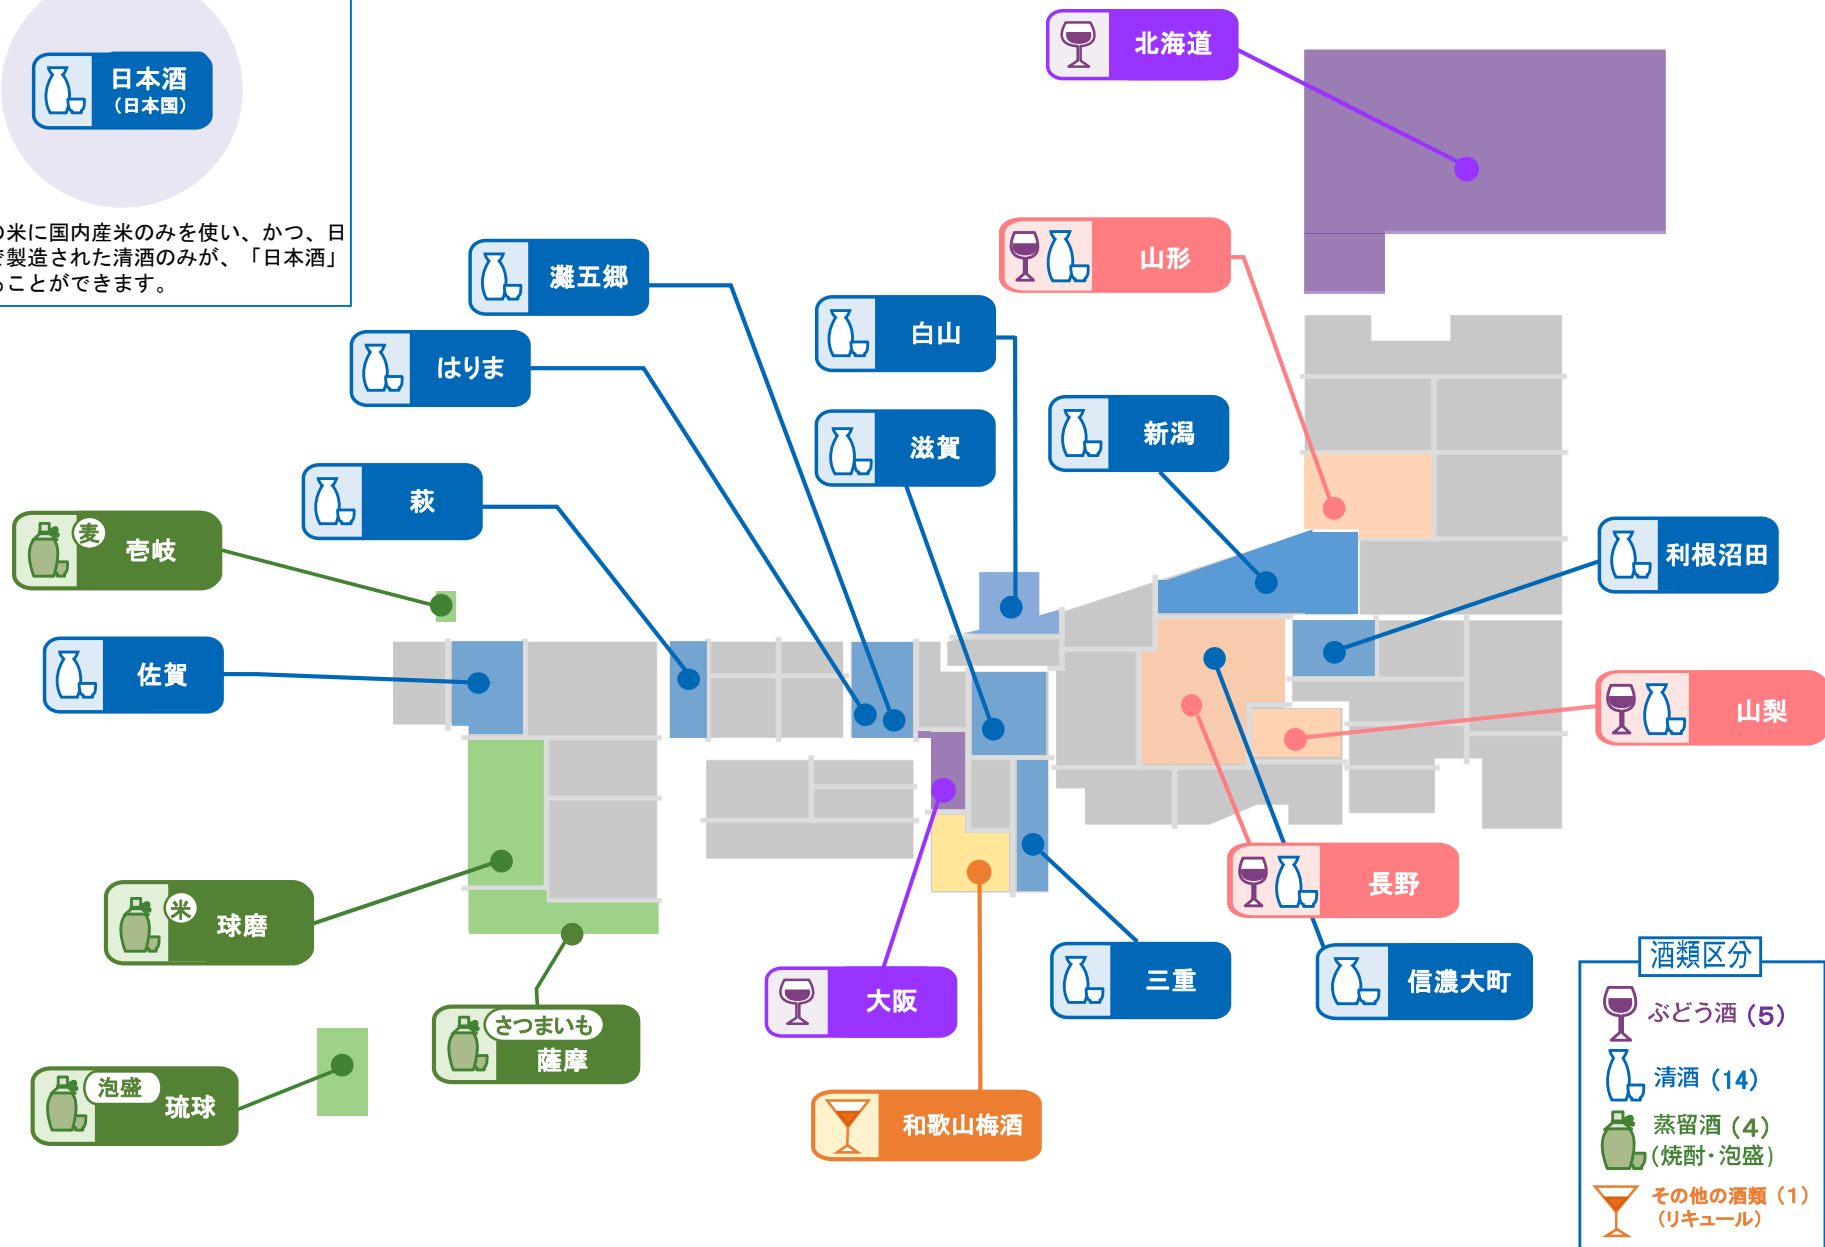 日本酒
（日本国）
の米に国内産米のみを使い、かつ、日
で製造された清酒のみが、「日本酒」
ることができます。
北海道
山形
灘五郷
白山
はりま
新潟
滋賀
萩
麦
壱岐
利根沼田
佐賀
山梨
長野
米
球磨
三重
信濃大町
大阪
さつまいも
薩摩
泡盛
琉球
和歌山梅酒
酒類区分
ぶどう酒（5）
清酒（14）
蒸留酒（4）
（焼酎・泡盛）
その他の酒類（1）
（リキュール）